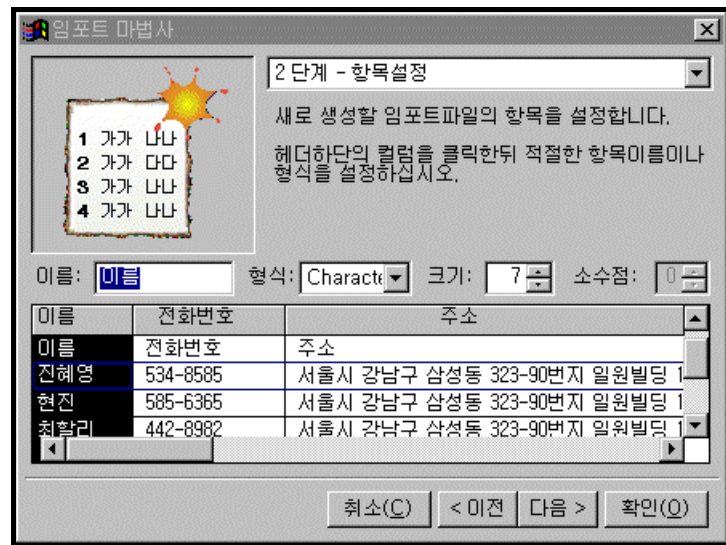 임포트 마법사
2 단계 - 항목설정
새로 생성할 임포트파일의 항목을 설정합니다.
헤더하단의 컬럼을 클릭한뒤 적절한 항목이름이나
형식을 설정하십시오.
1 가가 나나
2 가가 다다
3 가가 나나
4 가가 나나
이름: 이름 형식: Characte 크기: 7 소수점: 0
이름 전화번호 주소
이름 전화번호 주소
진혜영 534-8585 서울시 강남구 삼성동 323-90번지 일원빌딩 1
현진 585-6365 서울시 강남구 삼성동 323-90번지 일원빌딩 1
최할리 442-8982 서울시 강남구 삼성동 323-90번지 일원빌딩 1
취소(C) < 이전 다음 > 확인(O)